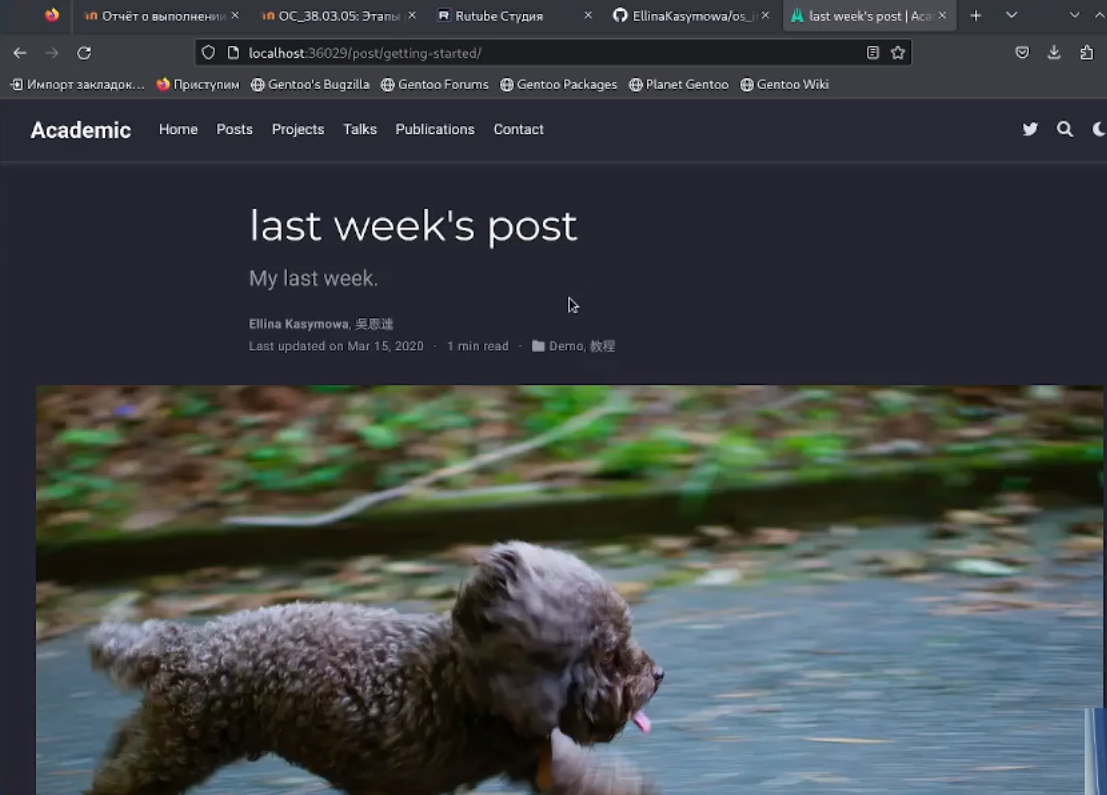 Отчёт о выполнении
ОС_38.03.05: Этапы
Rutube Студия
EllinaKasymowa/os_i
last week's post | Aca
localhost:36029/post/getting-started/
Импорт закладок...
Приступим
Gentoo's Bugzilla
Gentoo Forums
Gentoo Packages
Planet Gentoo
Gentoo Wiki
Academic
Home
Posts
Projects
Talks
Publications
Contact
last week's post
My last week.
Ellina Kasymowa, 吳恩達
Last updated on Mar 15, 2020 · 1 min read · Demo, 教程